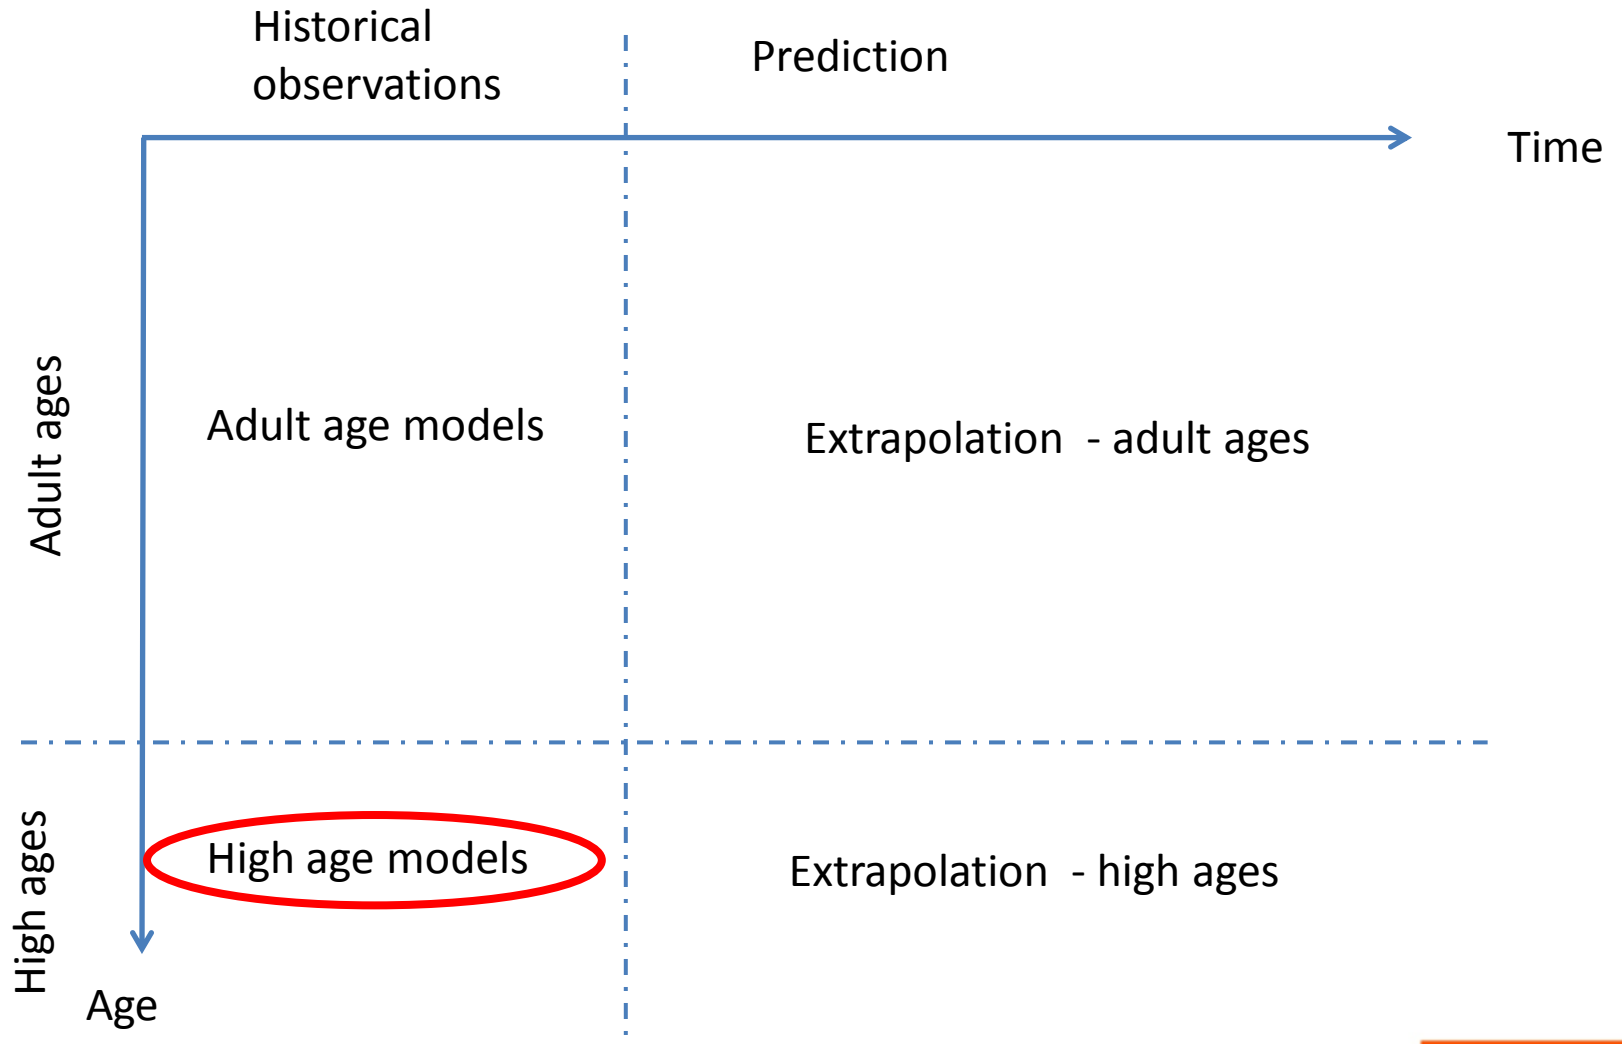 Historical
observations
Prediction
Time
Adult ages
Adult age models
Extrapolation - adult ages
High ages
High age models
Extrapolation - high ages
Age